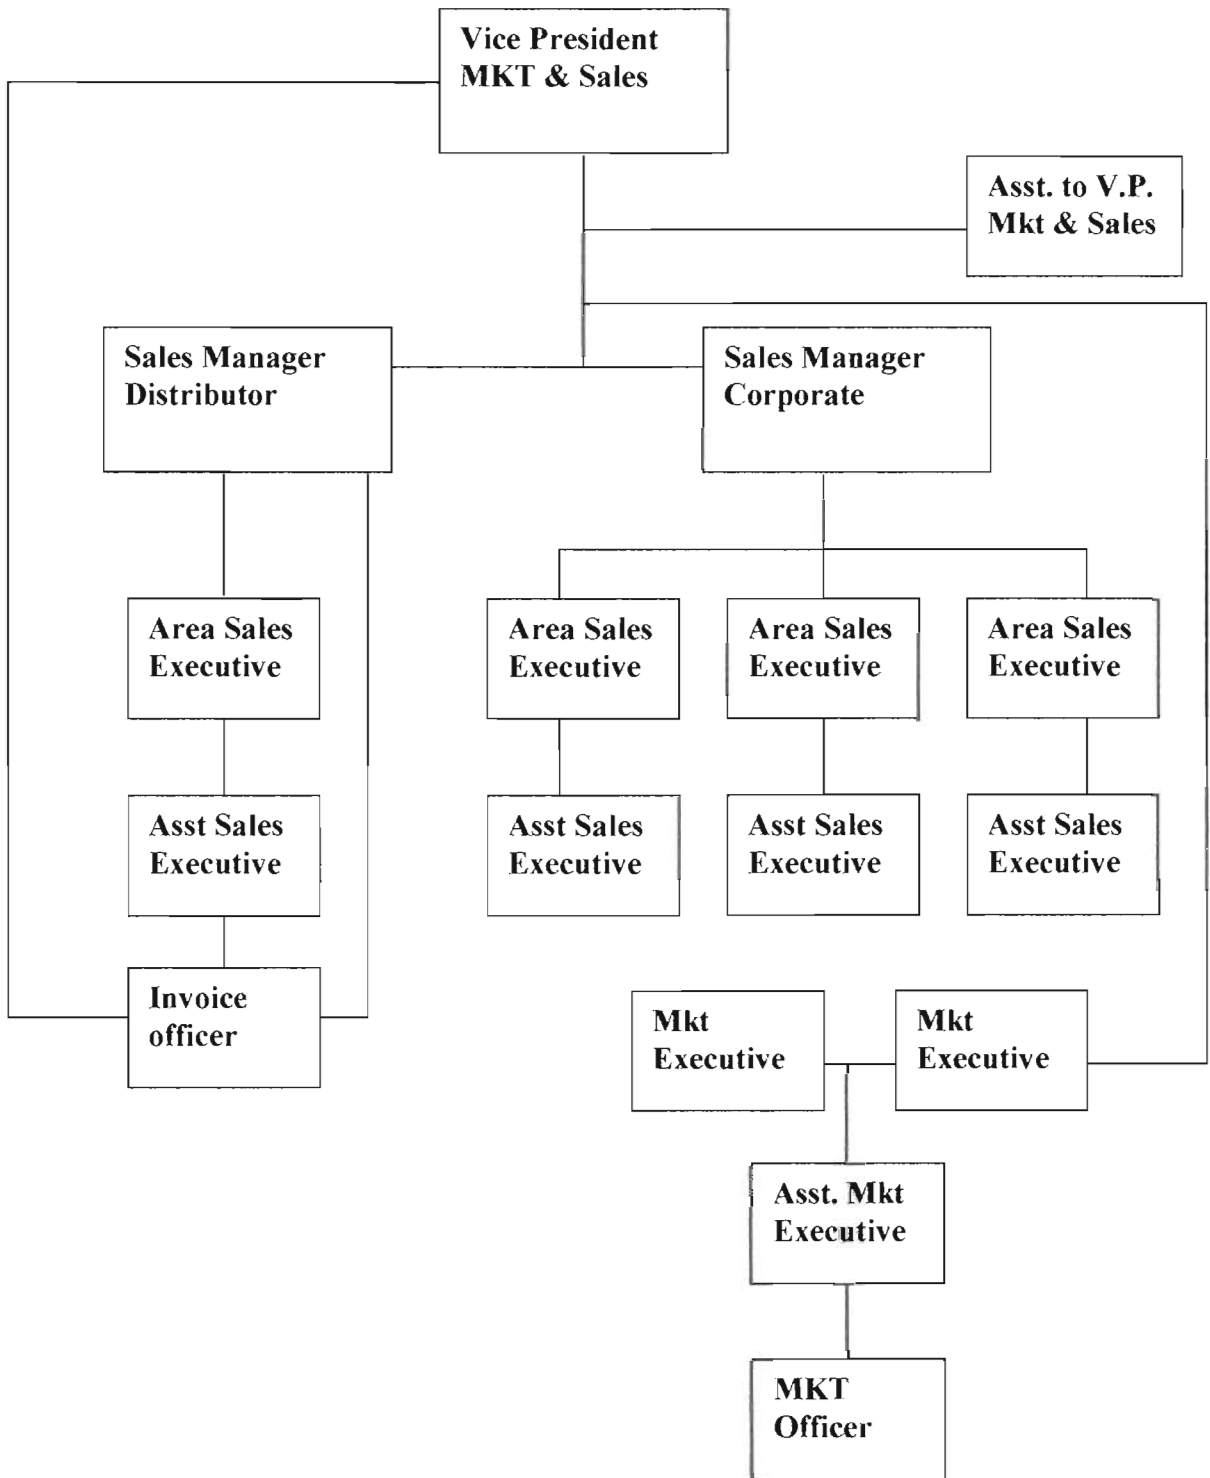 Vice President
MKT & Sales
Asst. to V.P.
Mkt & Sales
Sales Manager
Distributor
Sales Manager
Corporate
Area Sales
Executive
Area Sales
Executive
Area Sales
Executive
Area Sales
Executive
Asst Sales
Executive
Asst Sales
Executive
Asst Sales
Executive
Asst Sales
Executive
Invoice
officer
Mkt
Executive
Mkt
Executive
Asst. Mkt
Executive
MKT
Officer